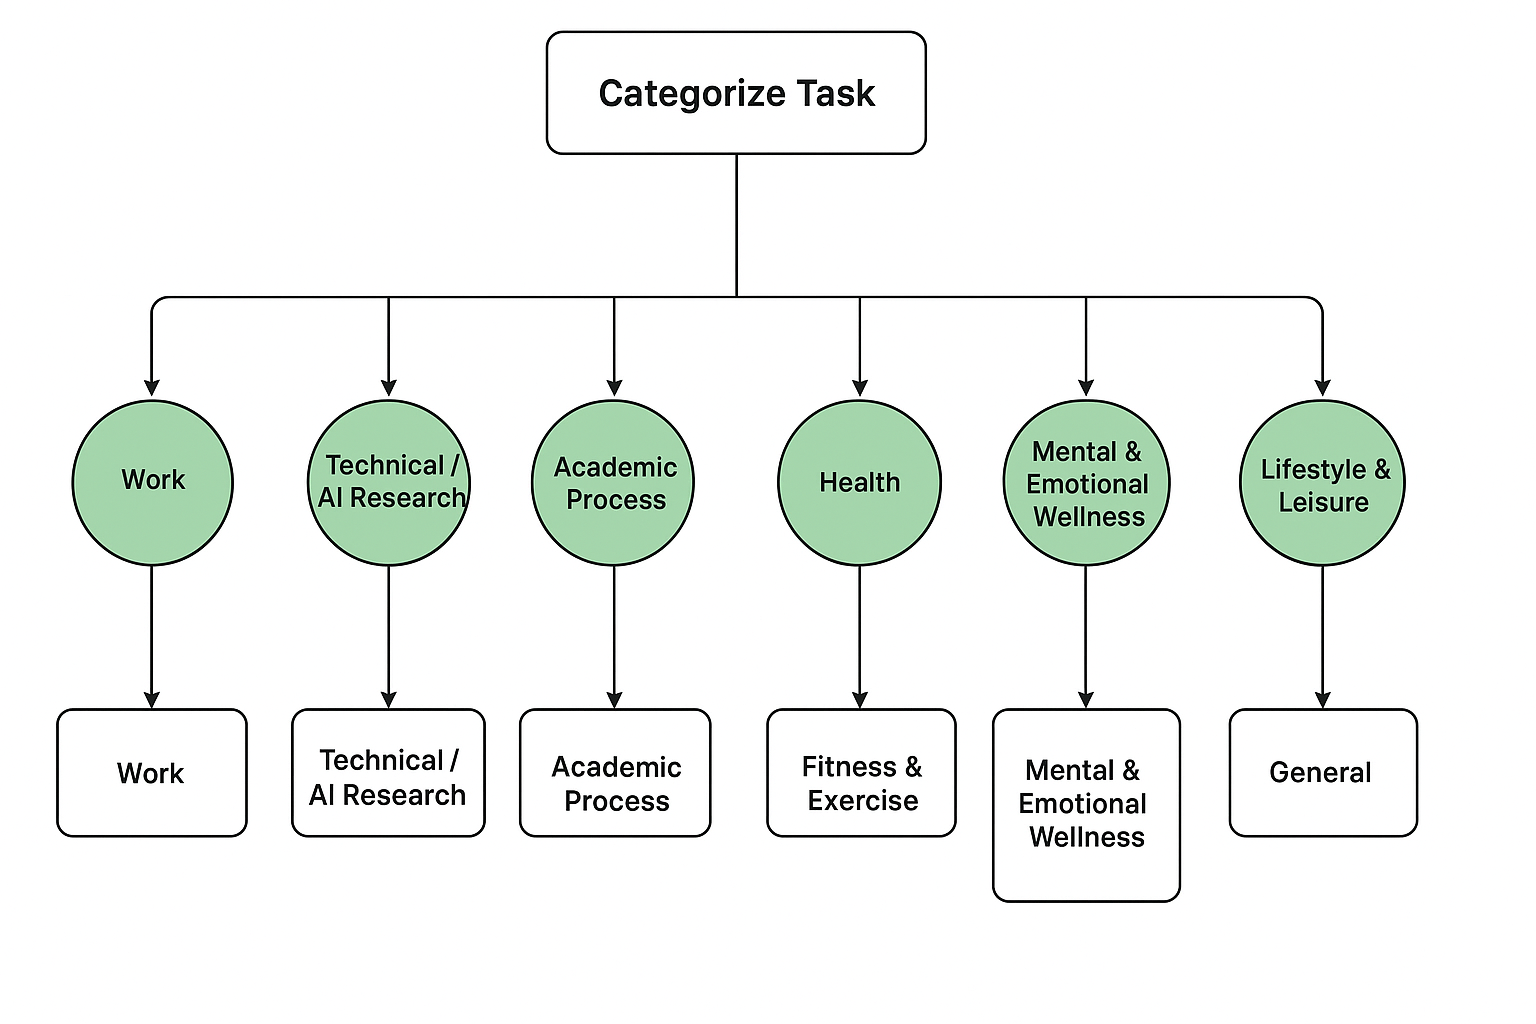 Categorize Task
Work
Technical /
AI Research
Academic
Process
Health
Mental &
Emotional
Wellness
Lifestyle &
Leisure
Work
Technical /
AI Research
Academic
Process
Fitness &
Exercise
Mental &
Emotional
Wellness
General